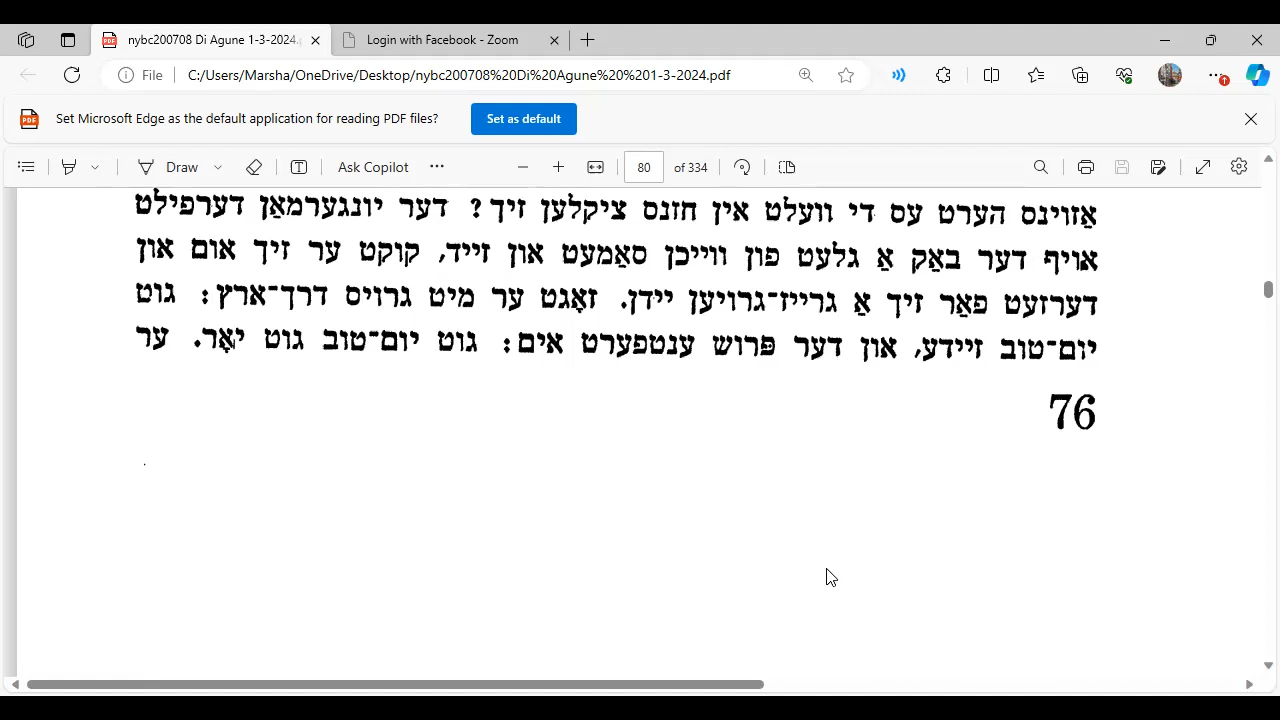 nybc200708 Di Agune 1-3-2024.
Login with Facebook - Zoom
File
C:/Users/Marsha/OneDrive/Desktop/nybc200708%20Di%20Agune%20%201-3-2024.pdf
Set Microsoft Edge as the default application for reading PDF files?
Set as default
Draw
Ask Copilot
80
of 334
אַזוינס הערט עס די וועלט אין חזנס ציקלען זיך? דער יונגערמאַן דערפילט
אויף דער באַק אַ גלעט פון ווייכן סאַמעט און זייד, קוקט ער זיך אום און
דערזעט פאַר זיך אַ גרייז־גרויען יידן. זאָגט ער מיט גרויס דרך־ארץ: גוט
יום־טוב זיידע, און דער פּרוש ענטפערט אים: גוט יום־טוב גוט יאָר. ער
76